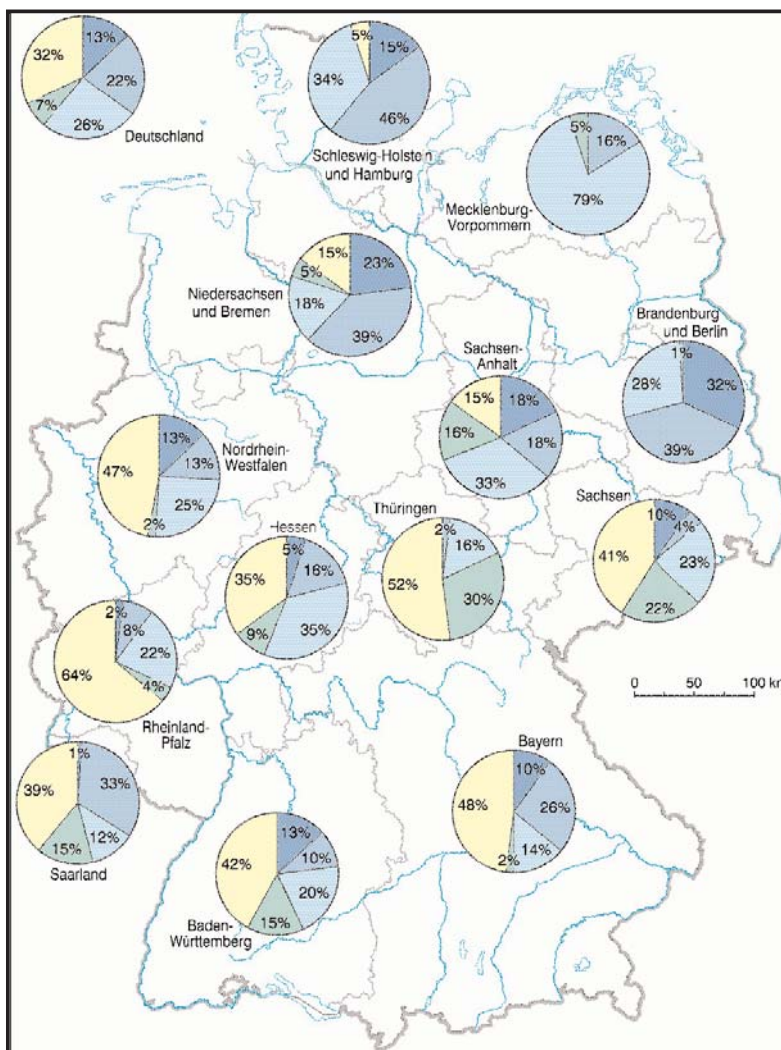 13%
22%
26%
7%
32%
Deutschland
5%
15%
46%
34%
Schleswig-Holstein
und Hamburg
5%
16%
79%
Mecklenburg-
Vorpommern
15%
23%
39%
18%
5%
Niedersachsen
und Bremen
Brandenburg
und Berlin
1%
32%
39%
28%
Sachsen-
Anhalt
15%
18%
18%
33%
16%
13%
13%
25%
2%
47%
Nordrhein-
Westfalen
Hessen
5%
16%
35%
9%
35%
Thüringen
2%
16%
30%
52%
Sachsen
10%
4%
23%
22%
41%
2%
8%
22%
4%
64%
Rheinland-
Pfalz
0 50 100 km
1%
33%
12%
15%
39%
Saarland
Bayern
10%
26%
14%
2%
48%
13%
10%
20%
15%
42%
Baden-
Württemberg